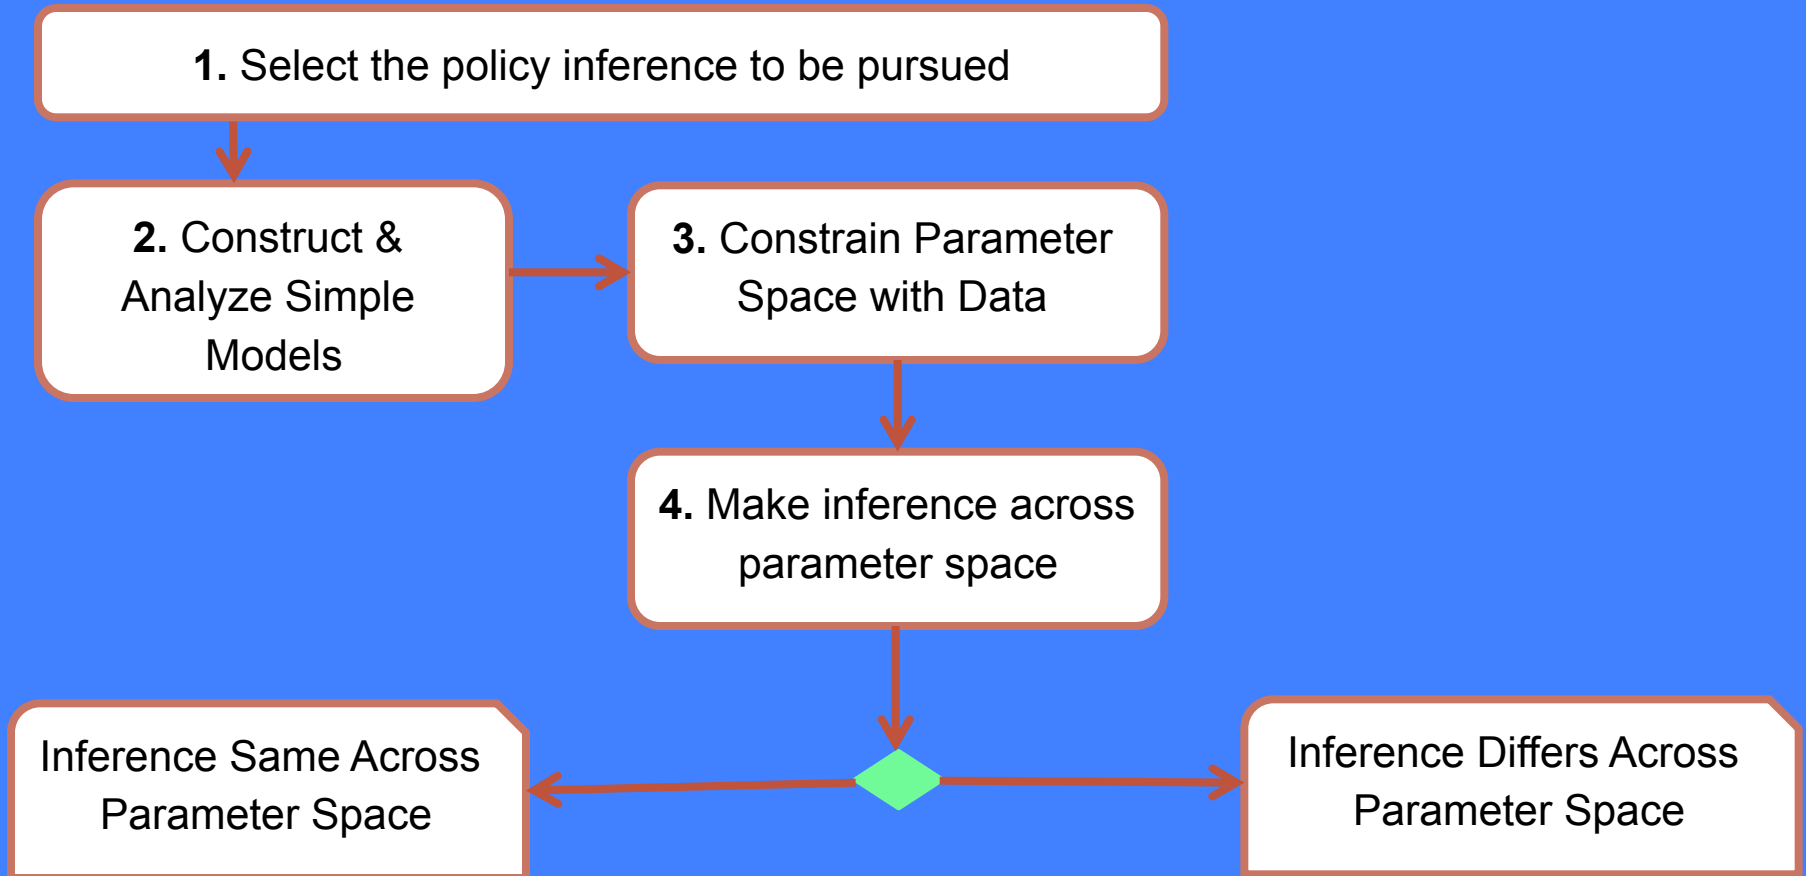 1. Select the policy inference to be pursued
2. Construct &
Analyze Simple
Models
3. Constrain Parameter
Space with Data
4. Make inference across
parameter space
Inference Same Across
Parameter Space
Inference Differs Across
Parameter Space